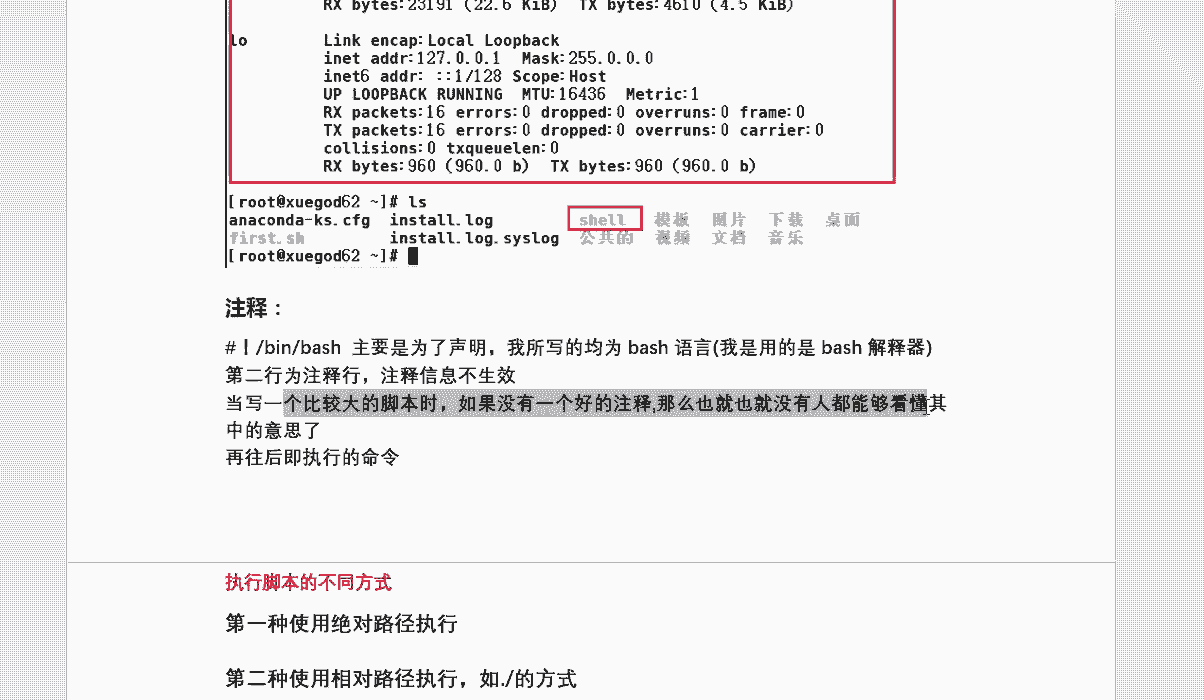 RX bytes:23191 (22.6 KiB)  TX bytes:4610 (4.5 KiB)
lo Link encap:Local Loopback
inet addr:127.0.0.1  Mask:255.0.0.0
inet6 addr: ::1/128 Scope:Host
UP LOOPBACK RUNNING  MTU:16436  Metric:1
RX packets:16 errors:0 dropped:0 overruns:0 frame:0
TX packets:16 errors:0 dropped:0 overruns:0 carrier:0
collisions:0 txqueuelen:0
RX bytes:960 (960.0 b)  TX bytes:960 (960.0 b)
[root@xuegod62 ~]# ls
anaconda-ks.cfg  install.log  shell  模板  图片  下载  桌面
first.sh  install.log.syslog  公共的  视频  文档  音乐
[root@xuegod62 ~]#
注释：
#！/bin/bash 主要是为了声明，我所写的均为 bash 语言(我是用的是 bash 解释器)
第二行为注释行，注释信息不生效
当写一个比较大的脚本时，如果没有一个好的注释,那么也就也就没有人都能够看懂其
中的意思了
再往后即执行的命令
执行脚本的不同方式
第一种使用绝对路径执行
第二种使用相对路径执行，如./的方式